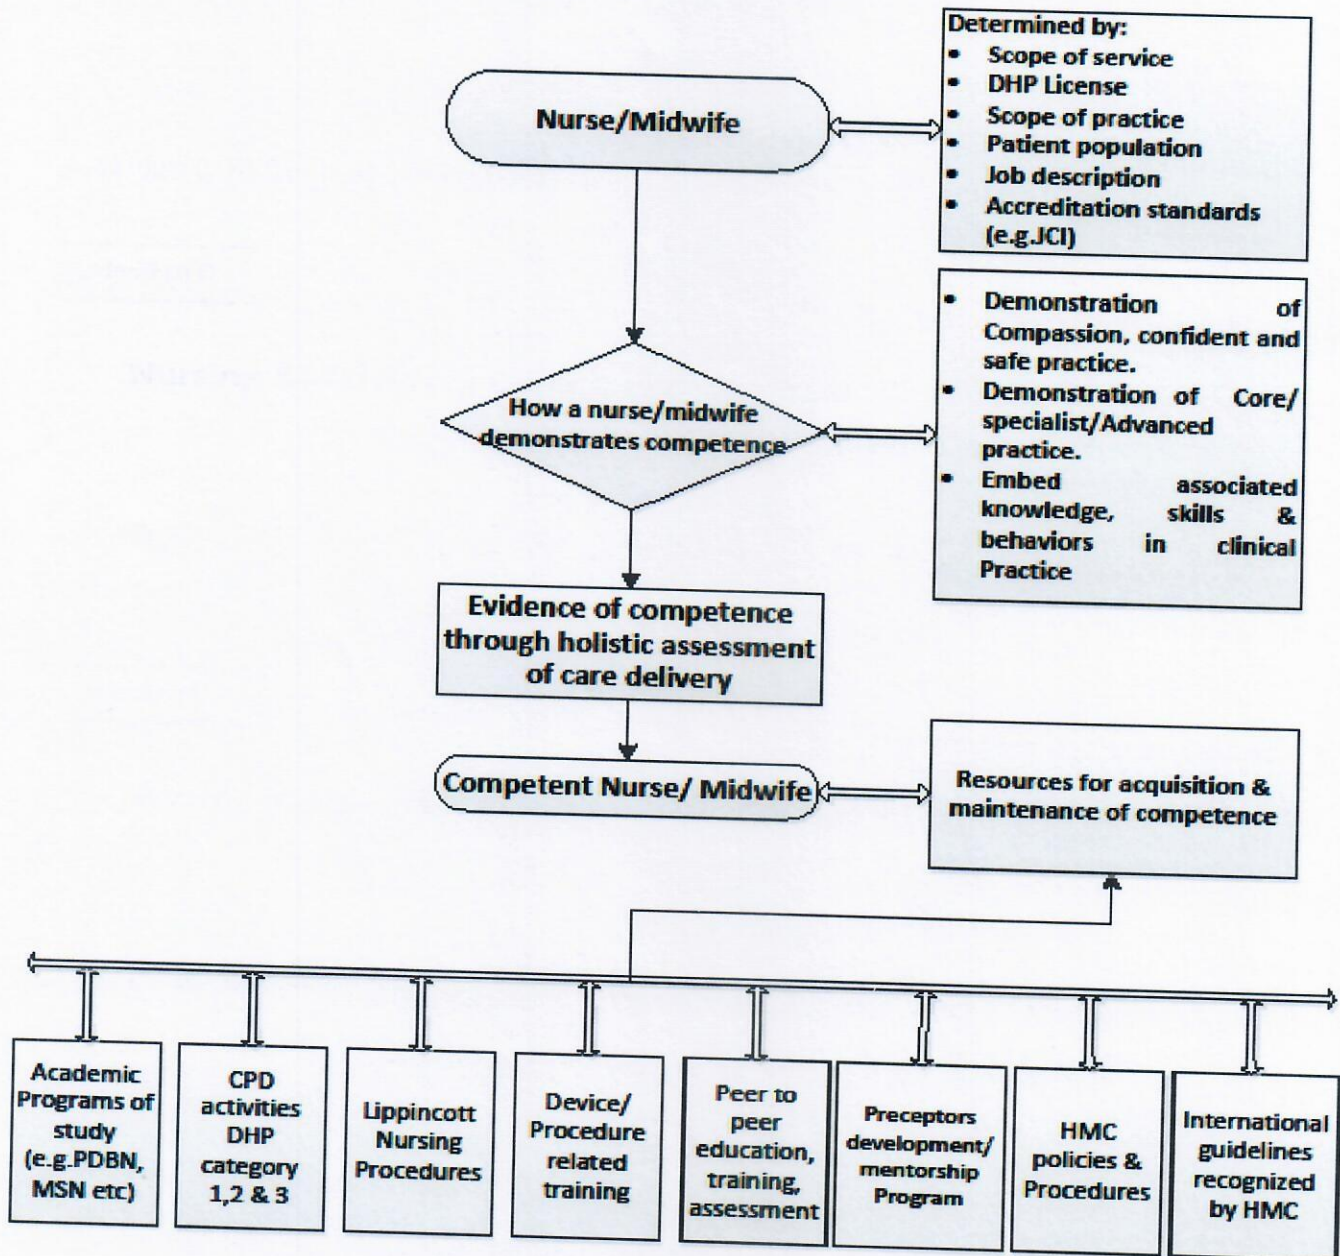 Determined by:
• Scope of service
• DHP License
• Scope of practice
• Patient population
• Job description
• Accreditation standards
(e.g.JCI)
Nurse/Midwife
• Demonstration of
Compassion, confident and
safe practice.
• Demonstration of Core/
specialist/Advanced
practice.
• Embed associated
knowledge, skills &
behaviors in clinical
Practice
How a nurse/midwife
demonstrates competence
Evidence of competence
through holistic assessment
of care delivery
Competent Nurse/ Midwife
Resources for acquisition &
maintenance of competence
Academic
Programs of
study
(e.g.PDBN,
MSN etc)
CPD
activities
DHP
category
1,2 & 3
Lippincott
Nursing
Procedures
Device/
Procedure
related
training
Peer to
peer
education,
training,
assessment
Preceptors
development/
mentorship
Program
HMC
policies &
Procedures
International
guidelines
recognized
by HMC